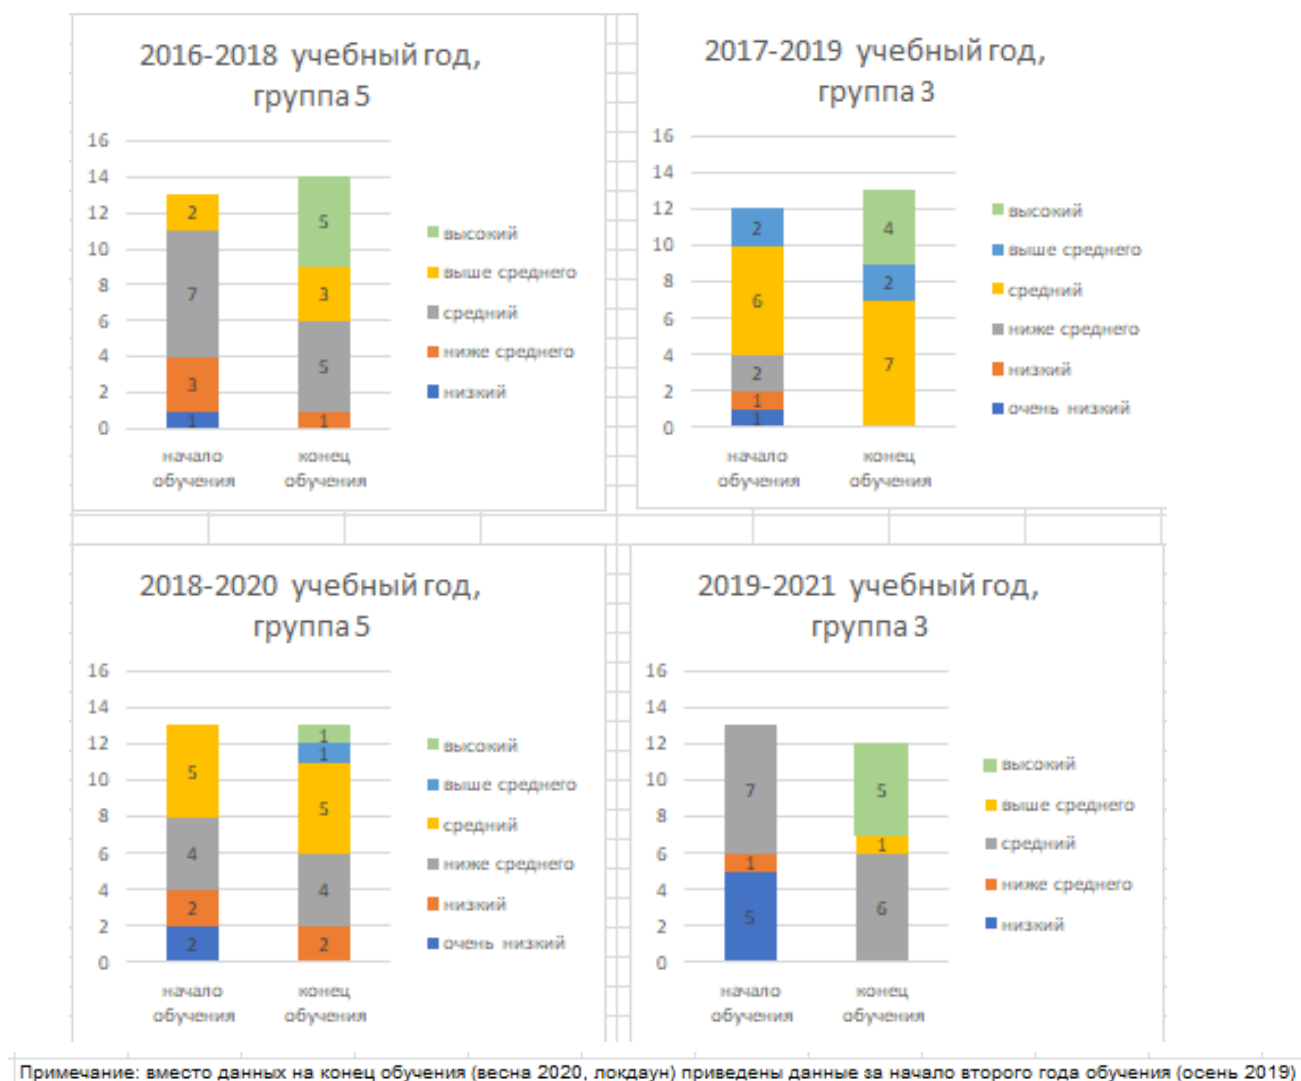 2016-2018 учебный год,
группа 5
16
14
12
10
8
6
4
2
0
2
7
3
1
5
3
5
1
начало
обучения
конец
обучения
высокий
выше среднего
средний
ниже среднего
низкий
2017-2019 учебный год,
группа 3
16
14
12
10
8
6
4
2
0
2
6
2
1
1
4
2
7
начало
обучения
конец
обучения
высокий
выше среднего
средний
ниже среднего
низкий
очень низкий
2018-2020 учебный год,
группа 5
16
14
12
10
8
6
4
2
0
5
4
2
2
1
1
5
4
2
начало
обучения
конец
обучения
высокий
выше среднего
средний
ниже среднего
низкий
очень низкий
2019-2021 учебный год,
группа 3
16
14
12
10
8
6
4
2
0
7
1
5
5
1
6
начало
обучения
конец
обучения
высокий
выше среднего
средний
ниже среднего
низкий
Примечание: вместо данных на конец обучения (весна 2020, локдаун) приведены данные за начало второго года обучения (осень 2019)